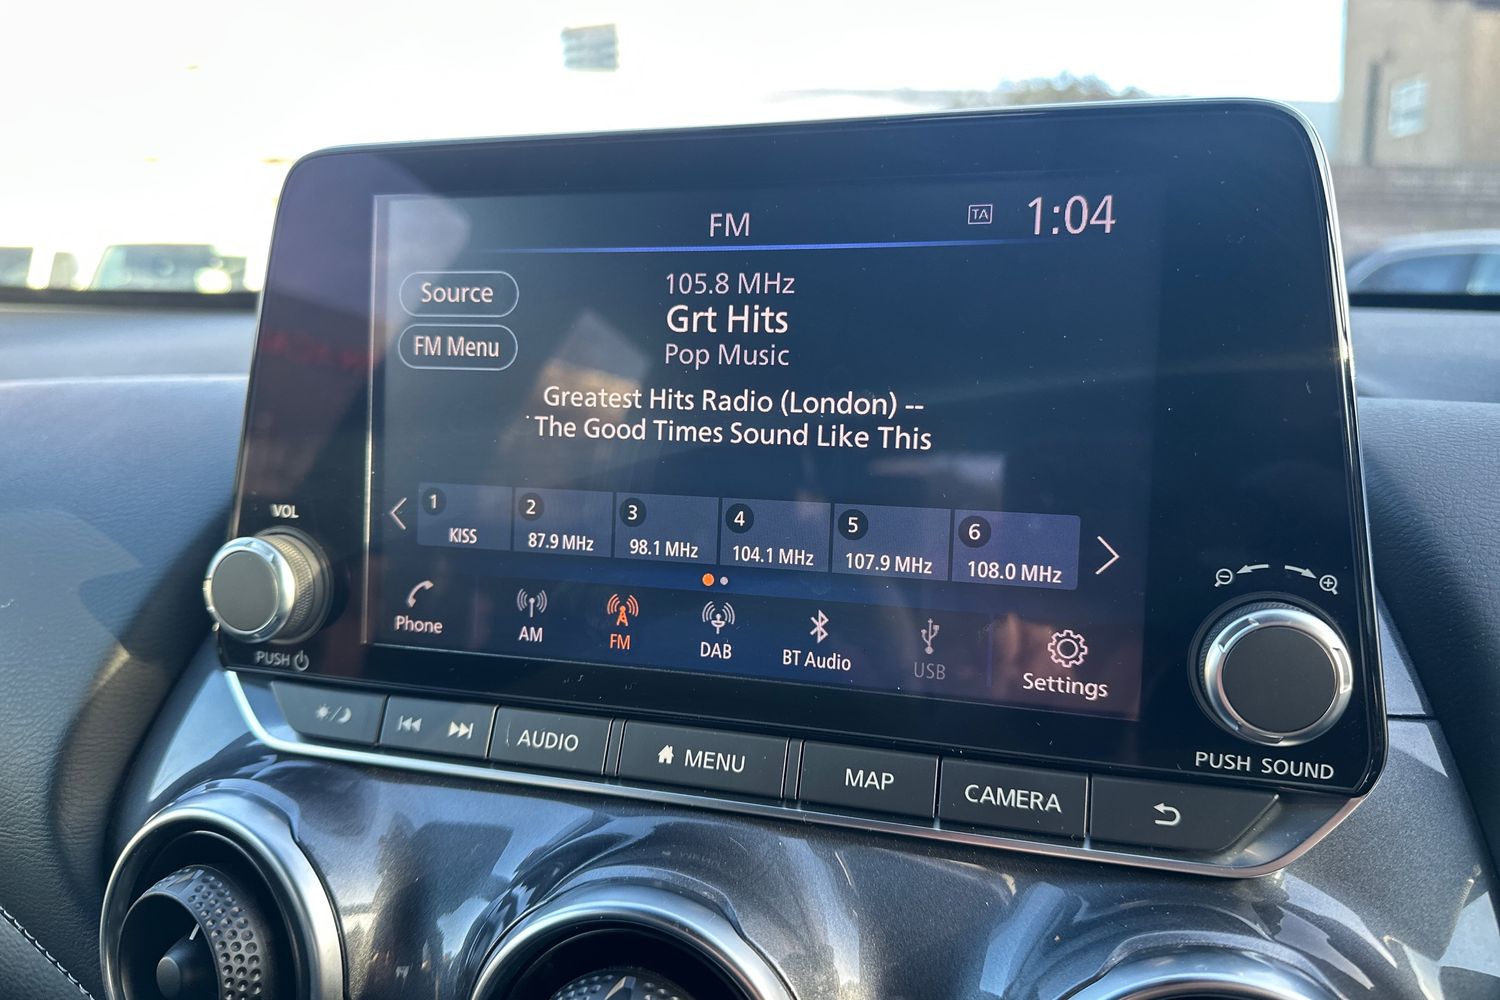 FM
TA
1:04
Source
FM Menu
105.8 MHz
Grt Hits
Pop Music
Greatest Hits Radio (London) --
The Good Times Sound Like This
1
KISS
2
87.9 MHz
3
98.1 MHz
4
104.1 MHz
5
107.9 MHz
6
108.0 MHz
Phone
AM
FM
DAB
BT Audio
USB
Settings
VOL
PUSH
PUSH SOUND
AUDIO
MENU
MAP
CAMERA